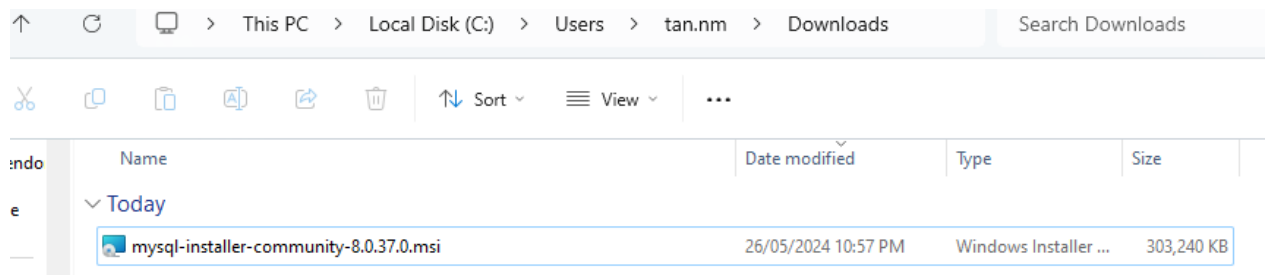 This PC > Local Disk (C:) > Users > tan.nm > Downloads Search Downloads
Sort View ...
Name Date modified Type Size
Today
mysql-installer-community-8.0.37.0.msi 26/05/2024 10:57 PM Windows Installer ... 303,240 KB